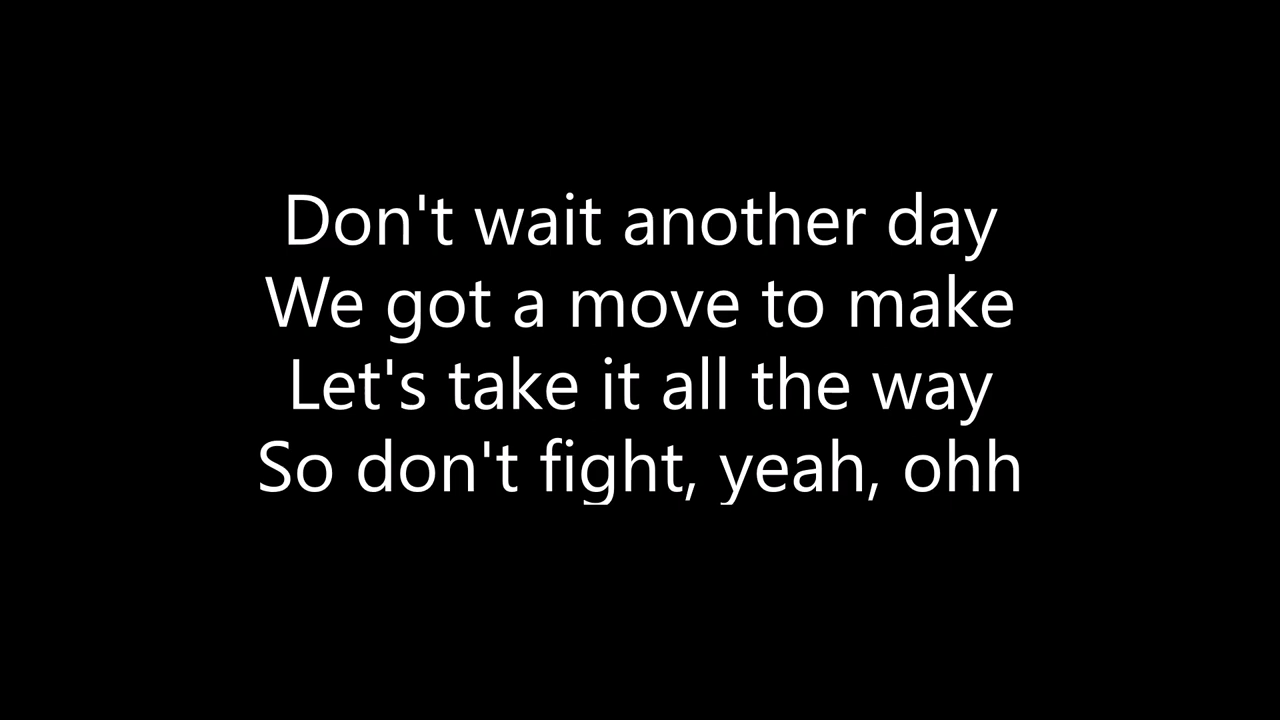 Don't wait another day
We got a move to make
Let's take it all the way
So don't fight, yeah, ohh